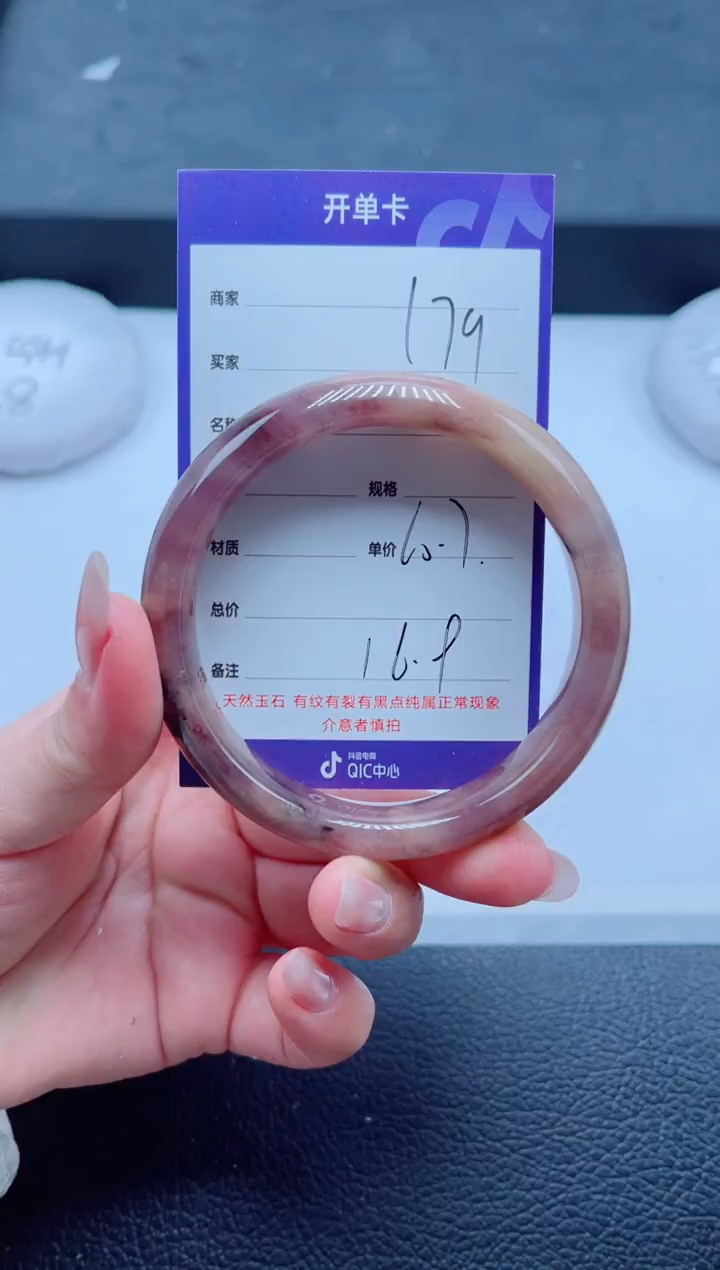 开单卡
商家 179
买家
名称
规格
材质 单价 60.7.
总价
备注 16.9
天然玉石 有纹有裂有黑点纯属正常现象
介意者慎拍
抖音电商
QIC中心